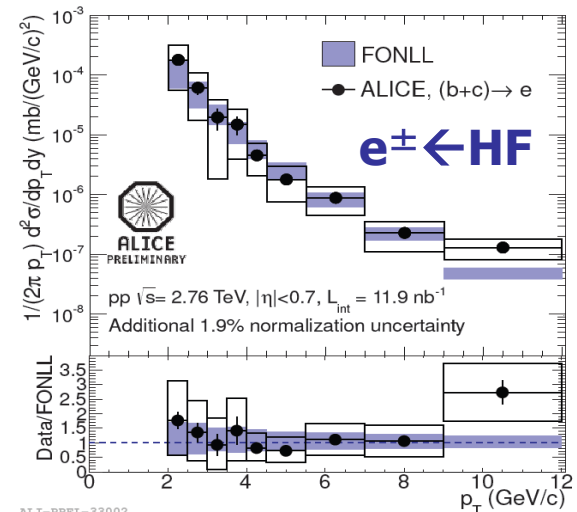 10⁻³
10⁻⁴
10⁻⁵
10⁻⁶
10⁻⁷
10⁻⁸
1/(2π p_T) d²σ/dp_Tdy (mb/(GeV/c)²)
FONLL
ALICE, (b+c)→ e
e± ←HF
ALICE
PRELIMINARY
pp √s= 2.76 TeV, |η|<0.7, L_int = 11.9 nb⁻¹
Additional 1.9% normalization uncertainty
Data/FONLL
3.5
3
2.5
2
1.5
1
0.5
0
0 2 4 6 8 10 12
p_T (GeV/c)